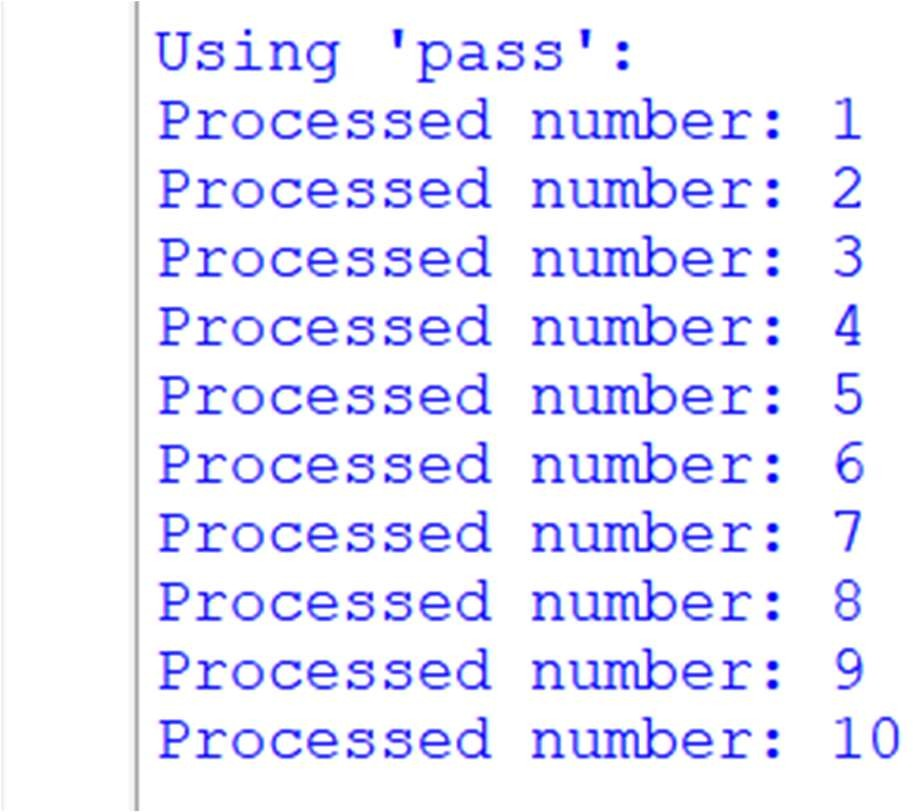 Using 'pass':
Processed number: 1
Processed number: 2
Processed number: 3
Processed number: 4
Processed number: 5
Processed number: 6
Processed number: 7
Processed number: 8
Processed number: 9
Processed number: 10